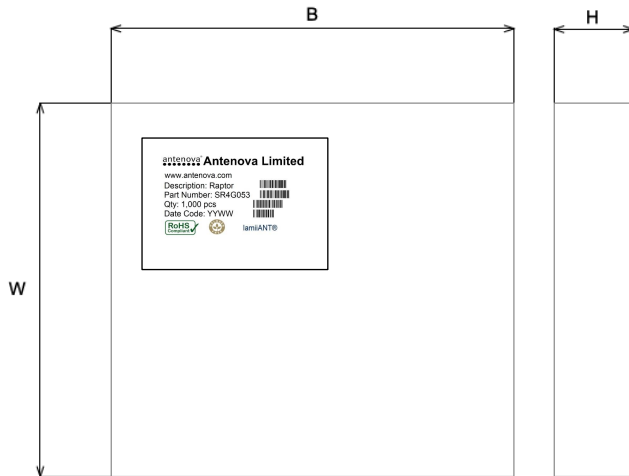 B
H
W
antenova® Antenova Limited
www.antenova.com
Description: Raptor
Part Number: SR4G053
Qty: 1,000 pcs
Date Code: YYWW
RoHS
Compliant
lamiiANT®